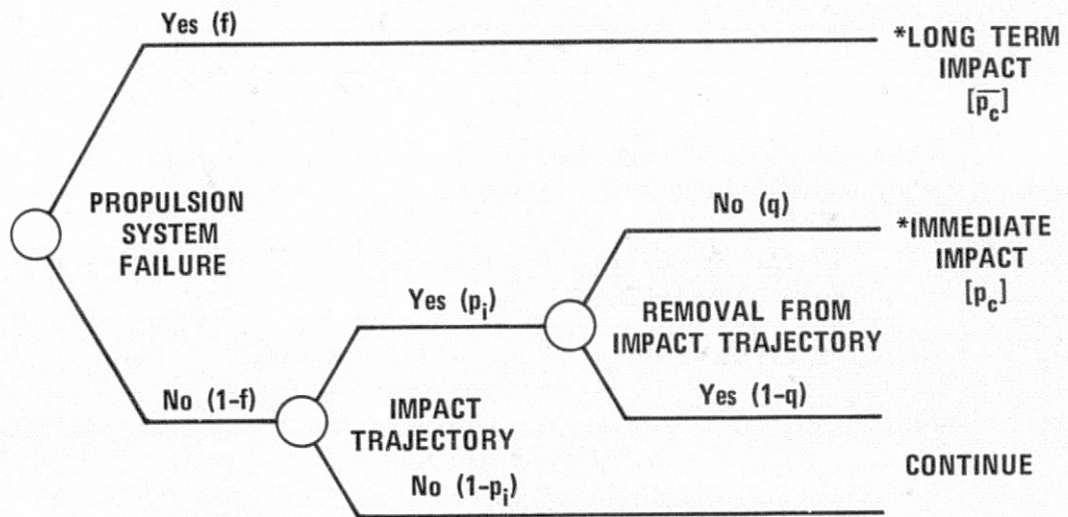 Yes (f)
*LONG TERM
IMPACT
[p̅c]
PROPULSION
SYSTEM
FAILURE
No (q)
*IMMEDIATE
IMPACT
[pc]
Yes (pi)
REMOVAL FROM
IMPACT TRAJECTORY
No (1-f)
Yes (1-q)
IMPACT
TRAJECTORY
CONTINUE
No (1-pi)